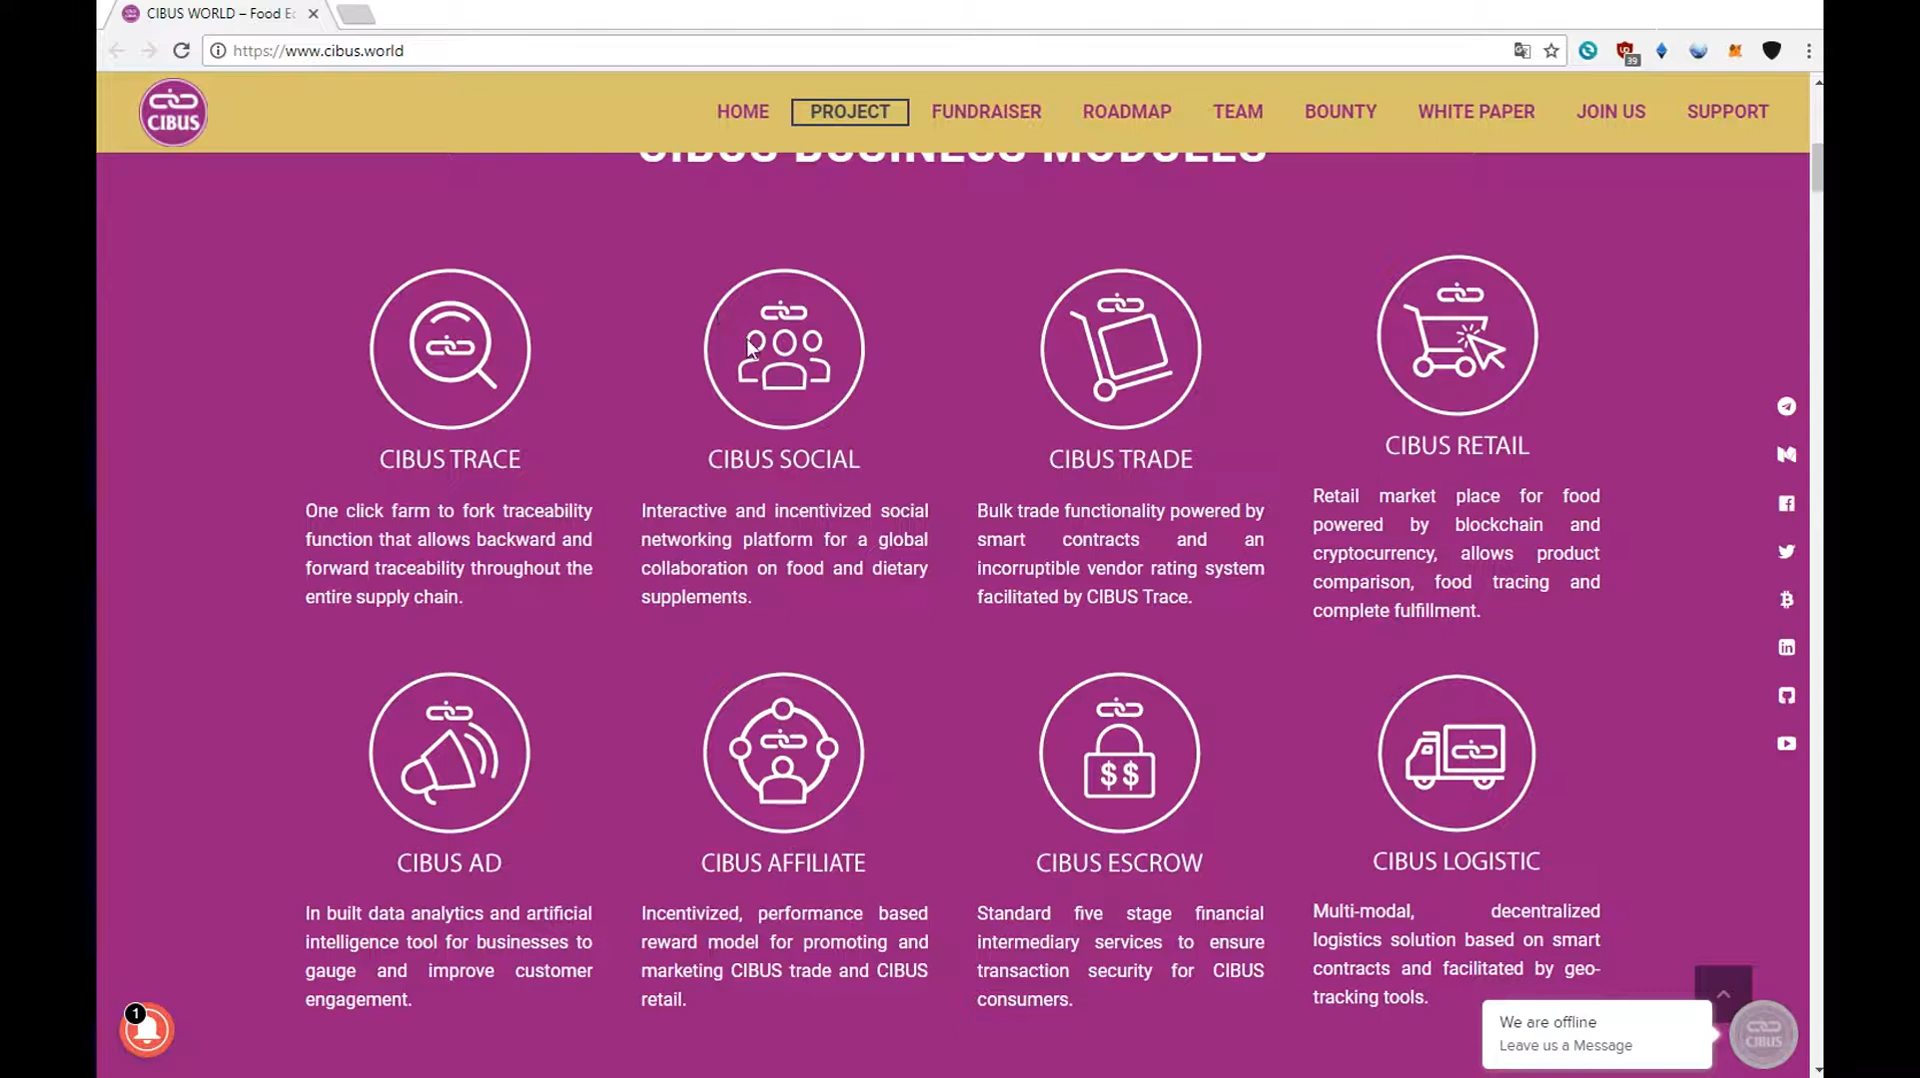 CIBUS WORLD – Food Ec
https://www.cibus.world
39
CIBUS
HOME
PROJECT
FUNDRAISER
ROADMAP
TEAM
BOUNTY
WHITE PAPER
JOIN US
SUPPORT
CIBUS BUSINESS MODULES
CIBUS TRACE
One click farm to fork traceability
function that allows backward and
forward traceability throughout the
entire supply chain.
CIBUS SOCIAL
Interactive and incentivized social
networking platform for a global
collaboration on food and dietary
supplements.
CIBUS TRADE
Bulk trade functionality powered by
smart contracts and an
incorruptible vendor rating system
facilitated by CIBUS Trace.
CIBUS RETAIL
Retail market place for food
powered by blockchain and
cryptocurrency, allows product
comparison, food tracing and
complete fulfillment.
CIBUS AD
In built data analytics and artificial
intelligence tool for businesses to
gauge and improve customer
engagement.
CIBUS AFFILIATE
Incentivized, performance based
reward model for promoting and
marketing CIBUS trade and CIBUS
retail.
$$
CIBUS ESCROW
Standard five stage financial
intermediary services to ensure
transaction security for CIBUS
consumers.
CIBUS LOGISTIC
Multi-modal, decentralized
logistics solution based on smart
contracts and facilitated by geo-
tracking tools.
1
We are offline
Leave us a Message
CIBUS